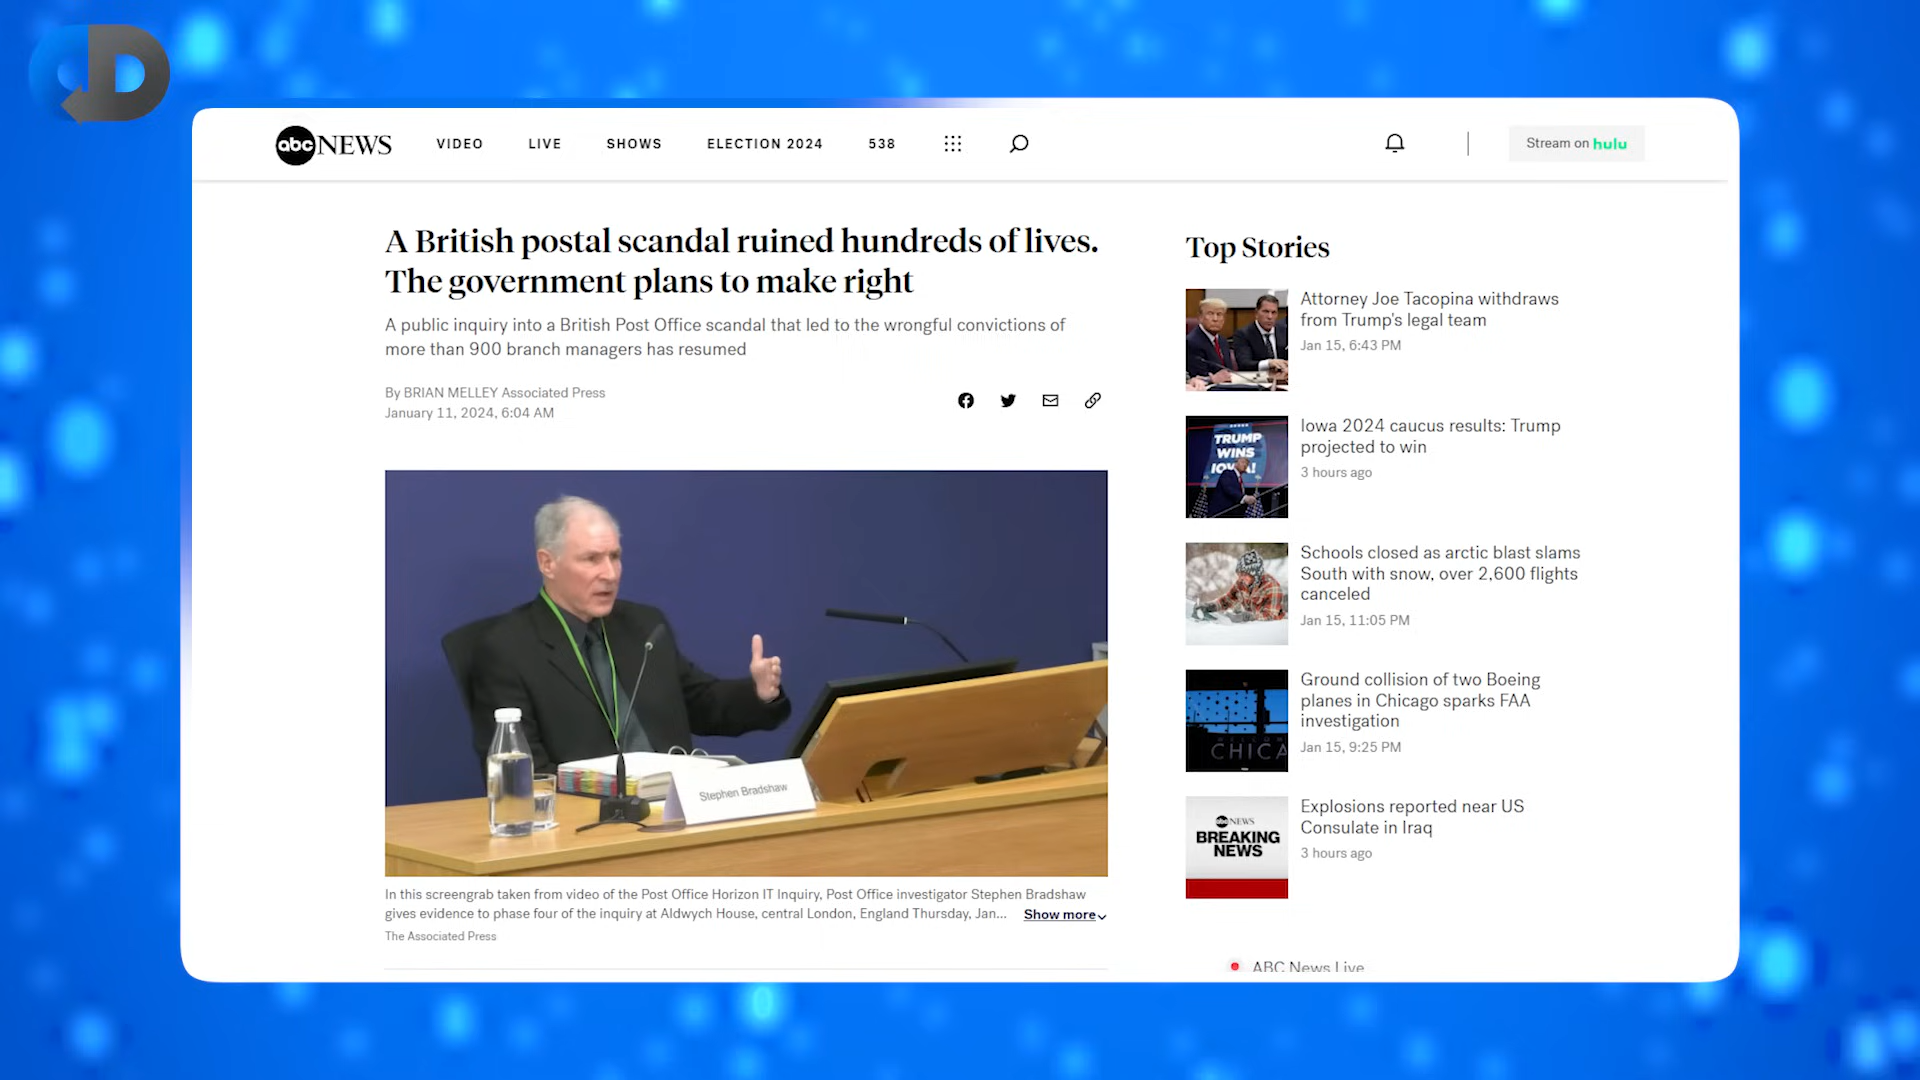 abc NEWS
VIDEO
LIVE
SHOWS
ELECTION 2024
538
Stream on hulu
A British postal scandal ruined hundreds of lives.
The government plans to make right
A public inquiry into a British Post Office scandal that led to the wrongful convictions of
more than 900 branch managers has resumed
By BRIAN MELLEY Associated Press
January 11, 2024, 6:04 AM
Stephen Bradshaw
In this screengrab taken from video of the Post Office Horizon IT Inquiry, Post Office investigator Stephen Bradshaw
gives evidence to phase four of the inquiry at Aldwych House, central London, England Thursday, Jan...
Show more
The Associated Press
Top Stories
Attorney Joe Tacopina withdraws
from Trump's legal team
Jan 15, 6:43 PM
TRUMP
WINS
IOWA!
Iowa 2024 caucus results: Trump
projected to win
3 hours ago
Schools closed as arctic blast slams
South with snow, over 2,600 flights
canceled
Jan 15, 11:05 PM
CHICA
Ground collision of two Boeing
planes in Chicago sparks FAA
investigation
Jan 15, 9:25 PM
abc NEWS
BREAKING
NEWS
Explosions reported near US
Consulate in Iraq
3 hours ago
ABC News Live